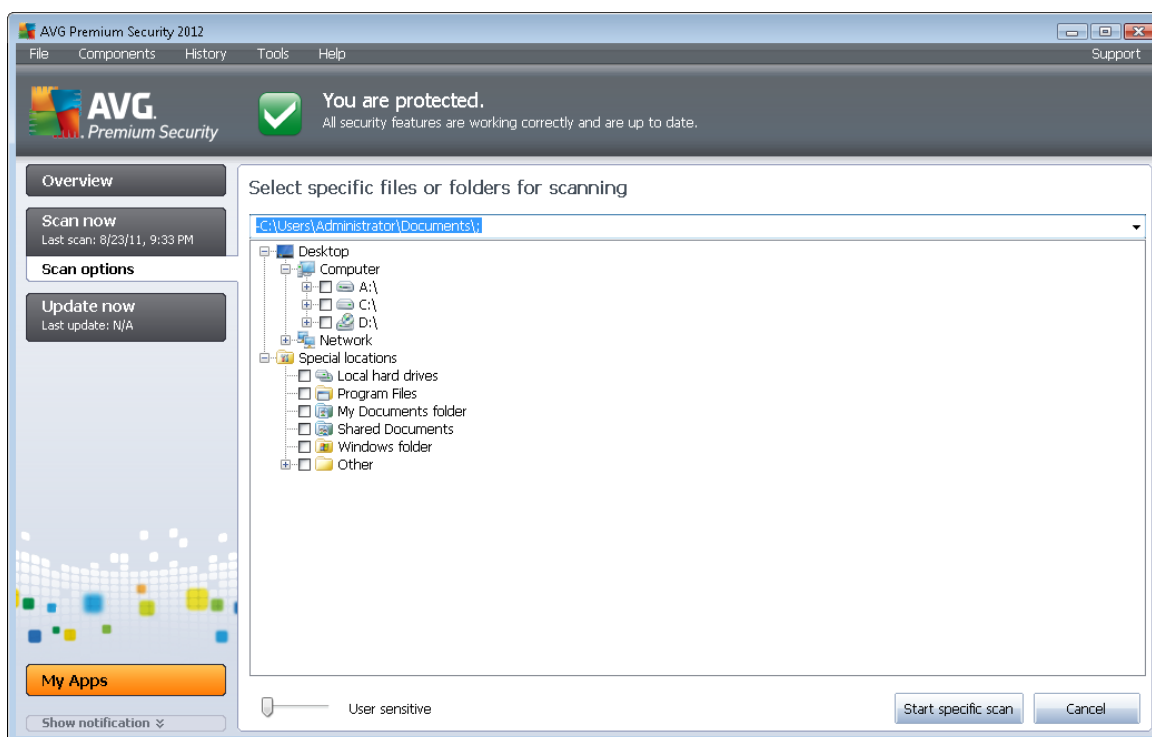 AVG Premium Security 2012
File Components History Tools Help Support
AVG.
Premium Security
You are protected.
All security features are working correctly and are up to date.
Overview
Scan now
Last scan: 8/23/11, 9:33 PM
Scan options
Update now
Last update: N/A
Select specific files or folders for scanning
-C:\Users\Administrator\Documents\;
Desktop
Computer
A:\
C:\
D:\
Network
Special locations
Local hard drives
Program Files
My Documents folder
Shared Documents
Windows folder
Other
My Apps
Show notification
User sensitive
Start specific scan
Cancel